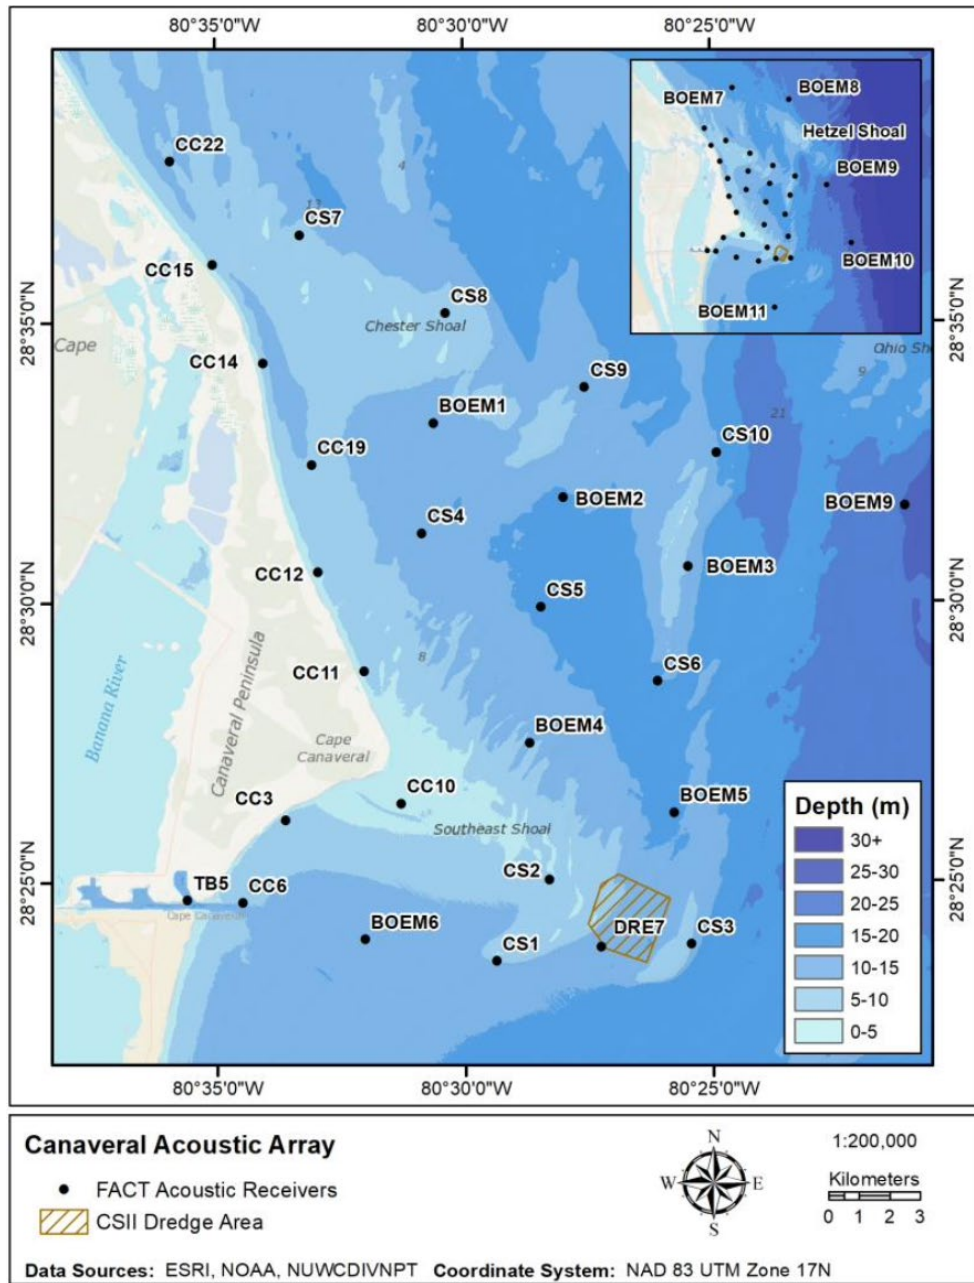 80°35'0"W
80°30'0"W
80°25'0"W
BOEM7
BOEM8
Hetzel Shoal
BOEM9
BOEM10
BOEM11
CC22
4
13
CS7
CC15
CS8
28°35'0"N
28°35'0"N
Chester Shoal
Cape
CC14
Ohio Sh
9
CS9
BOEM1
21
CC19
CS10
BOEM2
BOEM9
CS4
CC12
BOEM3
CS5
28°30'0"N
28°30'0"N
8
CC11
CS6
Banana River
Canaveral Peninsula
BOEM4
Cape
Canaveral
CC10
CC3
BOEM5
Southeast Shoal
CS2
28°25'0"N
28°25'0"N
TB5
CC6
Cape Canaveral
BOEM6
DRE7
CS3
CS1
Depth (m)
30+
25-30
20-25
15-20
10-15
5-10
0-5
80°35'0"W
80°30'0"W
80°25'0"W
Canaveral Acoustic Array
FACT Acoustic Receivers
CSII Dredge Area
N
W
E
S
1:200,000
Kilometers
0 1 2 3
Data Sources: ESRI, NOAA, NUWCDIVNPT Coordinate System: NAD 83 UTM Zone 17N